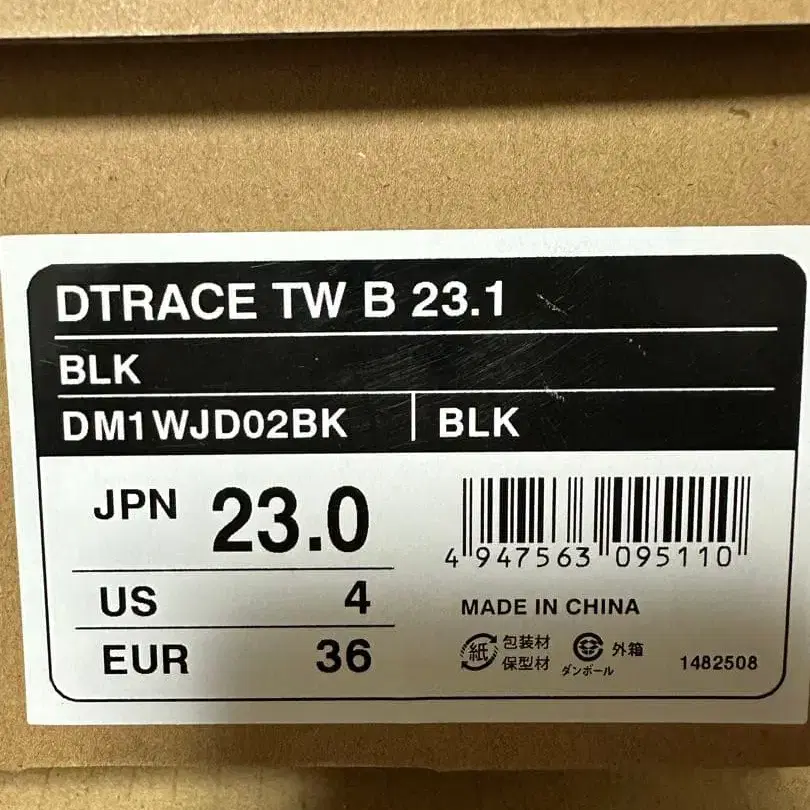 DTRACE TW B 23.1
BLK
DM1WJD02BK BLK
JPN 23.0
US 4
EUR 36
4 947563 095110
MADE IN CHINA
紙 包装材
保型材
ダンボール 外箱
1482508